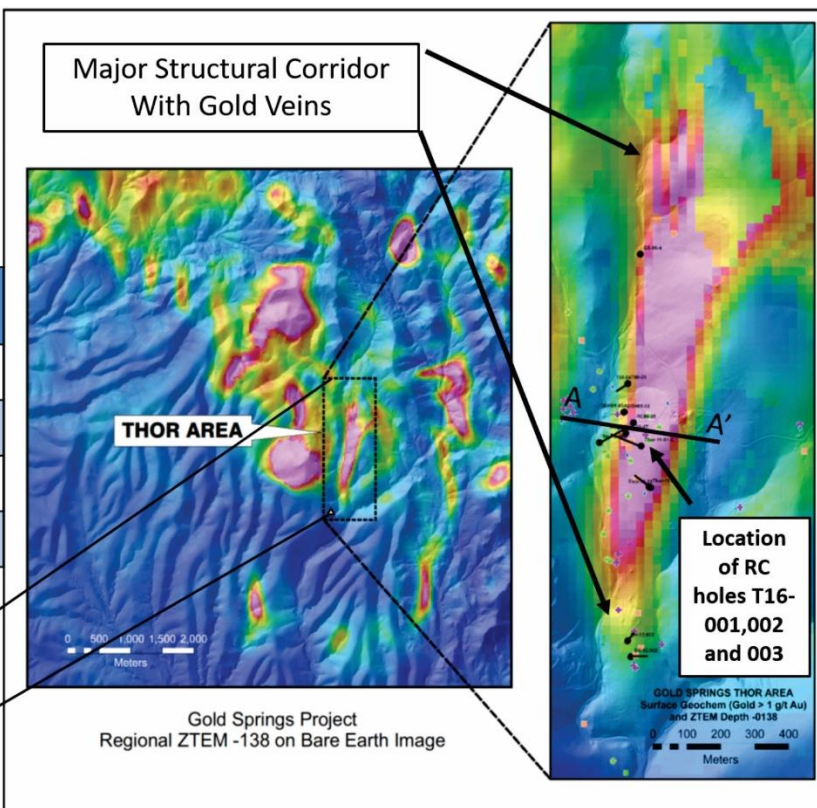 Major Structural Corridor
With Gold Veins
THOR AREA
0 500 1,000 1,500 2,000
Meters
Gold Springs Project
Regional ZTEM -138 on Bare Earth Image
A
A'
Location
of RC
holes T16-
001,002
and 003
GOLD SPRINGS THOR AREA
Surface Geochem (Gold > 1 g/t Au)
and ZTEM Depth -0138
0 100 200 300 400
Meters